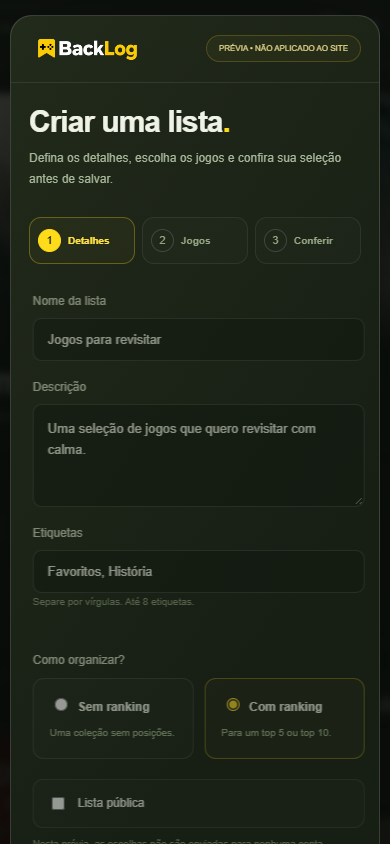 BackLog
PRÉVIA • NÃO APLICADO AO SITE
Criar uma lista.
Defina os detalhes, escolha os jogos e confira sua seleção
antes de salvar.
1 Detalhes
2 Jogos
3 Conferir
Nome da lista
Jogos para revisitar
Descrição
Uma seleção de jogos que quero revisitar com
calma.
Etiquetas
Favoritos, História
Separe por vírgulas. Até 8 etiquetas.
Como organizar?
Sem ranking
Uma coleção sem posições.
Com ranking
Para um top 5 ou top 10.
Lista pública